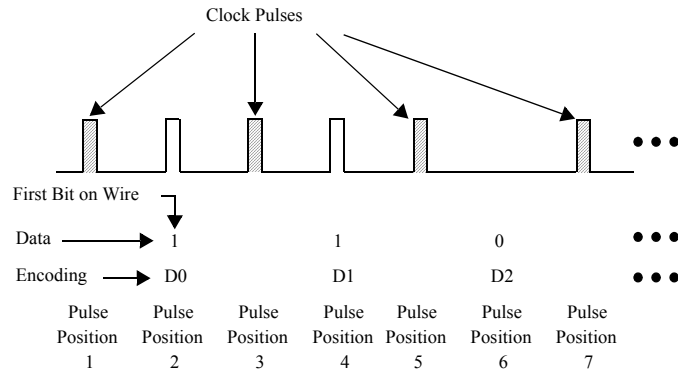 Clock Pulses
First Bit on Wire
Data 1 1 0
Encoding D0 D1 D2
Pulse Pulse Pulse Pulse Pulse Pulse Pulse
Position Position Position Position Position Position Position
1 2 3 4 5 6 7